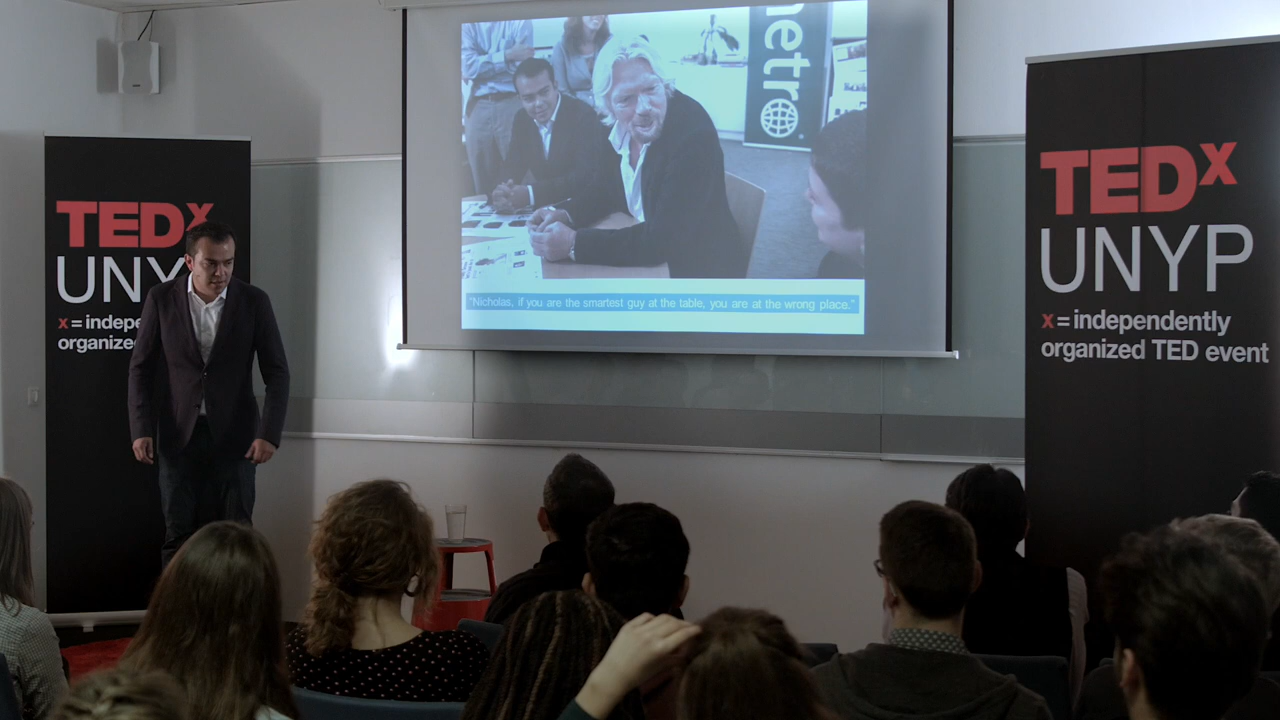 TEDx
UNY
x = indepe
organized
metro
"Nicholas, if you are the smartest guy at the table, you are at the wrong place."
TEDx
UNYP
x = independently
organized TED event